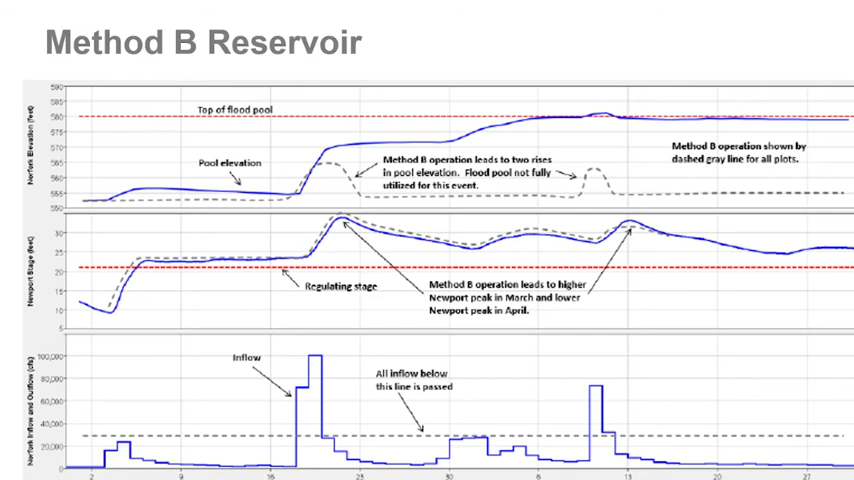 Method B Reservoir
590
585
580
575
570
565
560
555
550
Norfork Elevation (feet)
Top of flood pool
Pool elevation
Method B operation leads to two rises
in pool elevation. Flood pool not fully
utilized for this event.
Method B operation shown by
dashed gray line for all plots.
30
25
20
15
10
5
Newport Stage (feet)
Regulating stage
Method B operation leads to higher
Newport peak in March and lower
Newport peak in April.
100,000
80,000
60,000
40,000
20,000
0
Norfork Inflow and Outflow (cfs)
Inflow
All inflow below
this line is passed
2 9 16 23 30 6 13 20 27